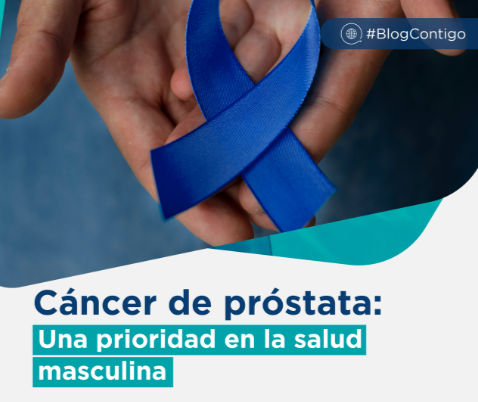 #BlogContigo
Cáncer de próstata:
Una prioridad en la salud
masculina